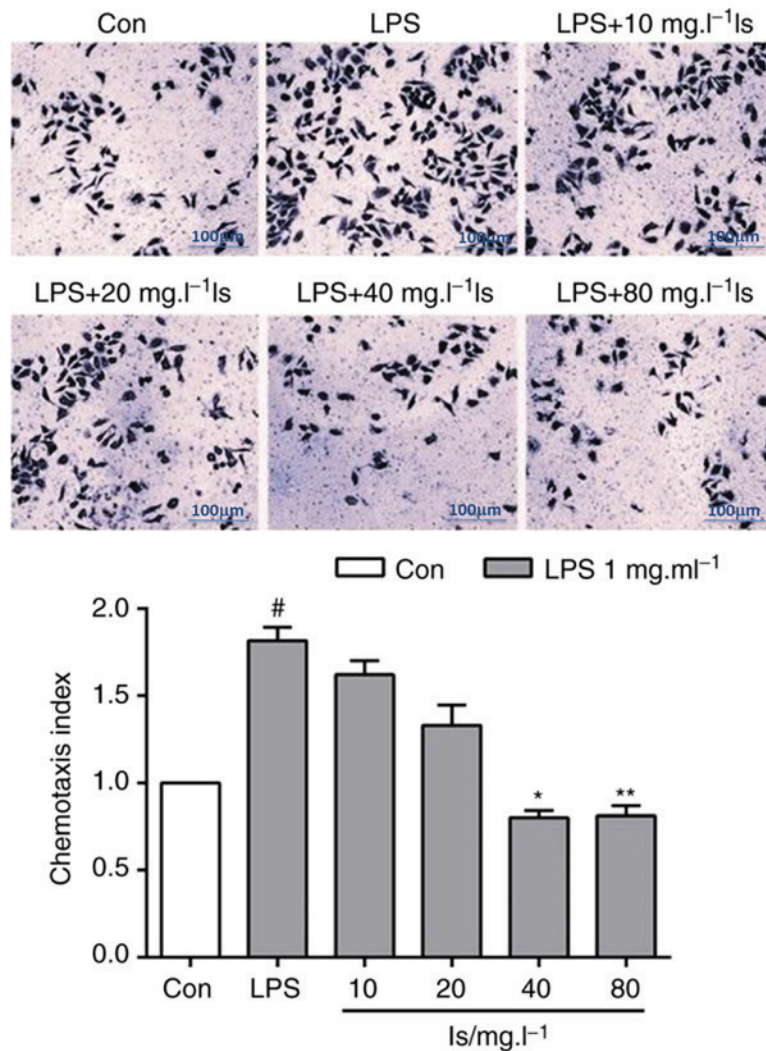 Con LPS LPS+10 mg.l⁻¹Is
100µm 100µm 100µm
LPS+20 mg.l⁻¹Is LPS+40 mg.l⁻¹Is LPS+80 mg.l⁻¹Is
100µm 100µm 100µm
Con LPS 1 mg.ml⁻¹
Chemotaxis index
2.0
1.5
1.0
0.5
0.0
#
*
**
Con LPS 10 20 40 80
Is/mg.l⁻¹